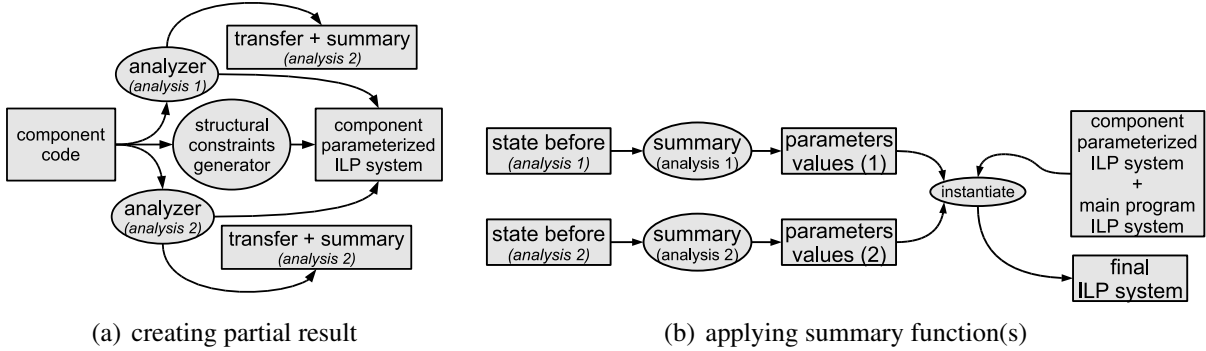 transfer + summary
(analysis 2)
analyzer
(analysis 1)
component
code
structural
constraints
generator
component
parameterized
ILP system
analyzer
(analysis 2)
transfer + summary
(analysis 2)
(a) creating partial result
state before
(analysis 1)
summary
(analysis 1)
parameters
values (1)
state before
(analysis 2)
summary
(analysis 2)
parameters
values (2)
instantiate
component
parameterized
ILP system
+
main program
ILP system
final
ILP system
(b) applying summary function(s)